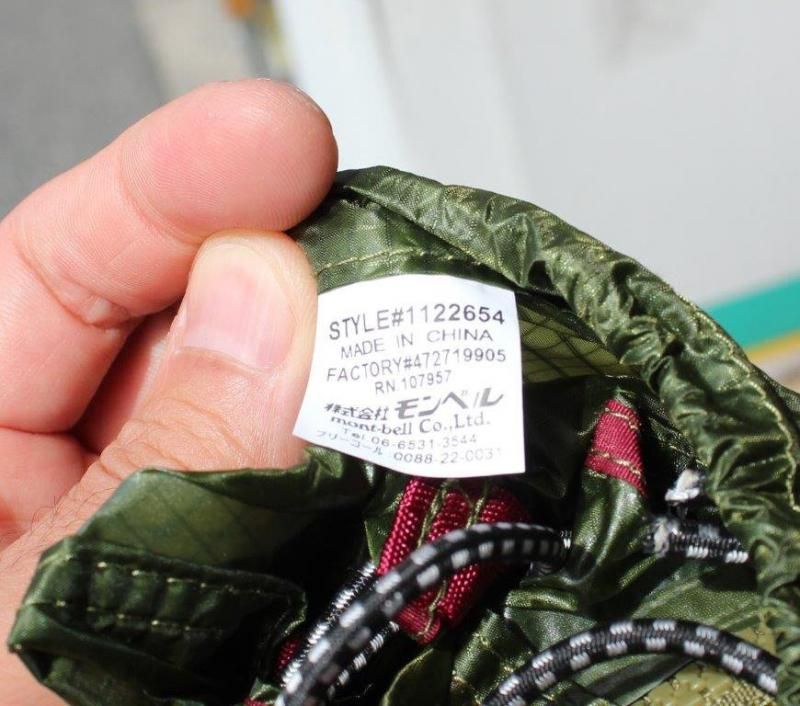 STYLE#1122654
MADE IN CHINA
FACTORY#472719905
RN 107957
株式会社 モンベル
mont-bell Co.,Ltd.
Tel. 06-6531-3544
フリーコール 0088-22-0031